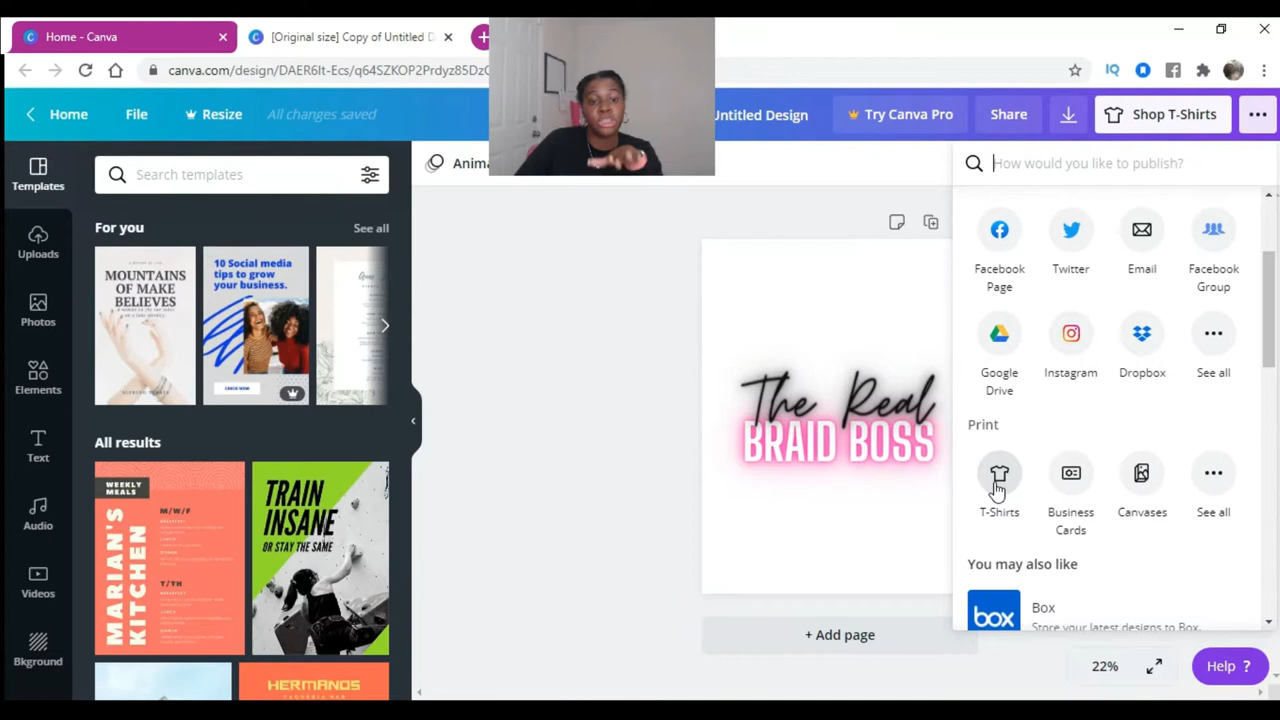 Home - Canva
[Original size] Copy of Untitled D
canva.com/design/DAER6It-Ecs/q64SZKOP2Prdyz85DzC
IQ
Home
File
Resize
All changes saved
Untitled Design
Try Canva Pro
Share
Shop T-Shirts
Templates
Uploads
Photos
Elements
Text
Audio
Videos
Bkground
Search templates
For you
See all
MOUNTAINS
OF MAKE
BELIEVES
10 Social media
tips to grow
your business.
All results
WEEKLY
MEALS
MARIAN'S
KITCHEN
M/W/F
T/TH
TRAIN
INSANE
OR STAY THE SAME
HERMANOS
Anima
The Real
BRAID BOSS
+ Add page
How would you like to publish?
Facebook
Page
Twitter
Email
Facebook
Group
Google
Drive
Instagram
Dropbox
See all
Print
T-Shirts
Business
Cards
Canvases
See all
You may also like
box
Box
Store your latest designs to Box.
22%
Help ?